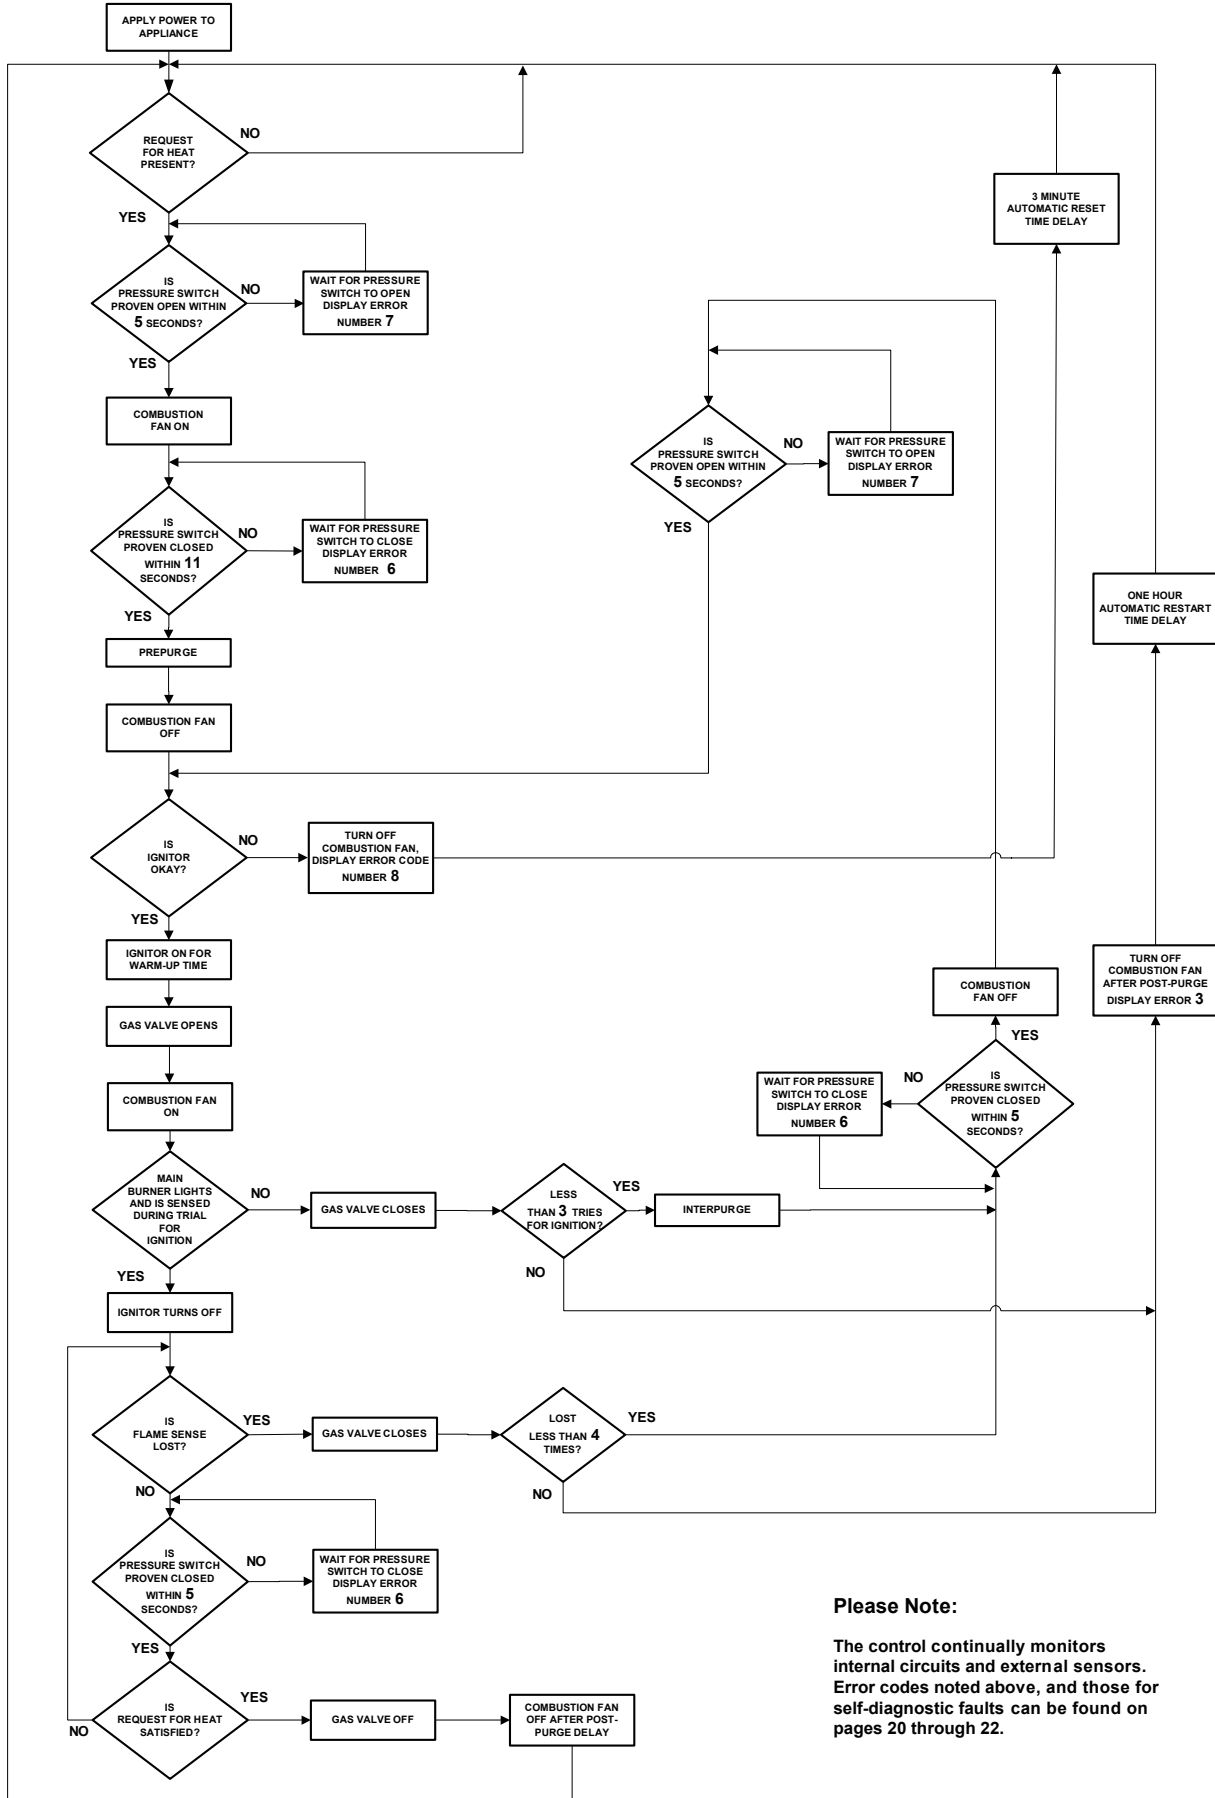 APPLY POWER TO
APPLIANCE
REQUEST
FOR HEAT
PRESENT?
NO
YES
3 MINUTE
AUTOMATIC RESET
TIME DELAY
IS
PRESSURE SWITCH
PROVEN OPEN WITHIN
5 SECONDS?
NO
WAIT FOR PRESSURE
SWITCH TO OPEN
DISPLAY ERROR
NUMBER 7
YES
COMBUSTION
FAN ON
IS
PRESSURE SWITCH
PROVEN OPEN WITHIN
5 SECONDS?
NO
WAIT FOR PRESSURE
SWITCH TO OPEN
DISPLAY ERROR
NUMBER 7
YES
IS
PRESSURE SWITCH
PROVEN CLOSED
WITHIN 11
SECONDS?
NO
WAIT FOR PRESSURE
SWITCH TO CLOSE
DISPLAY ERROR
NUMBER 6
YES
ONE HOUR
AUTOMATIC RESTART
TIME DELAY
PREPURGE
COMBUSTION FAN
OFF
IS
IGNITOR
OKAY?
NO
TURN OFF
COMBUSTION FAN,
DISPLAY ERROR CODE
NUMBER 8
YES
IGNITOR ON FOR
WARM-UP TIME
COMBUSTION
FAN OFF
TURN OFF
COMBUSTION FAN
AFTER POST-PURGE
DISPLAY ERROR 3
GAS VALVE OPENS
YES
COMBUSTION FAN
ON
WAIT FOR PRESSURE
SWITCH TO CLOSE
DISPLAY ERROR
NUMBER 6
NO
IS
PRESSURE SWITCH
PROVEN CLOSED
WITHIN 5
SECONDS?
MAIN
BURNER LIGHTS
AND IS SENSED
DURING TRIAL
FOR
IGNITION
NO
GAS VALVE CLOSES
LESS
THAN 3 TRIES
FOR IGNITION?
YES
INTERPURGE
NO
YES
IGNITOR TURNS OFF
IS
FLAME SENSE
LOST?
YES
GAS VALVE CLOSES
LOST
LESS THAN 4
TIMES?
YES
NO
NO
IS
PRESSURE SWITCH
PROVEN CLOSED
WITHIN 5
SECONDS?
NO
WAIT FOR PRESSURE
SWITCH TO CLOSE
DISPLAY ERROR
NUMBER 6
YES
IS
REQUEST FOR HEAT
SATISFIED?
NO
YES
GAS VALVE OFF
COMBUSTION FAN
OFF AFTER POST-
PURGE DELAY
Please Note:
The control continually monitors
internal circuits and external sensors.
Error codes noted above, and those for
self-diagnostic faults can be found on
pages 20 through 22.